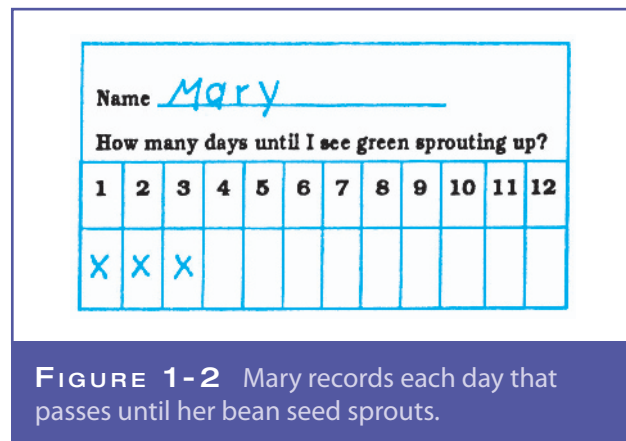 Name Mary
How many days until I see green sprouting up?
1 2 3 4 5 6 7 8 9 10 11 12
X X X
FIGURE 1-2 Mary records each day that
passes until her bean seed sprouts.